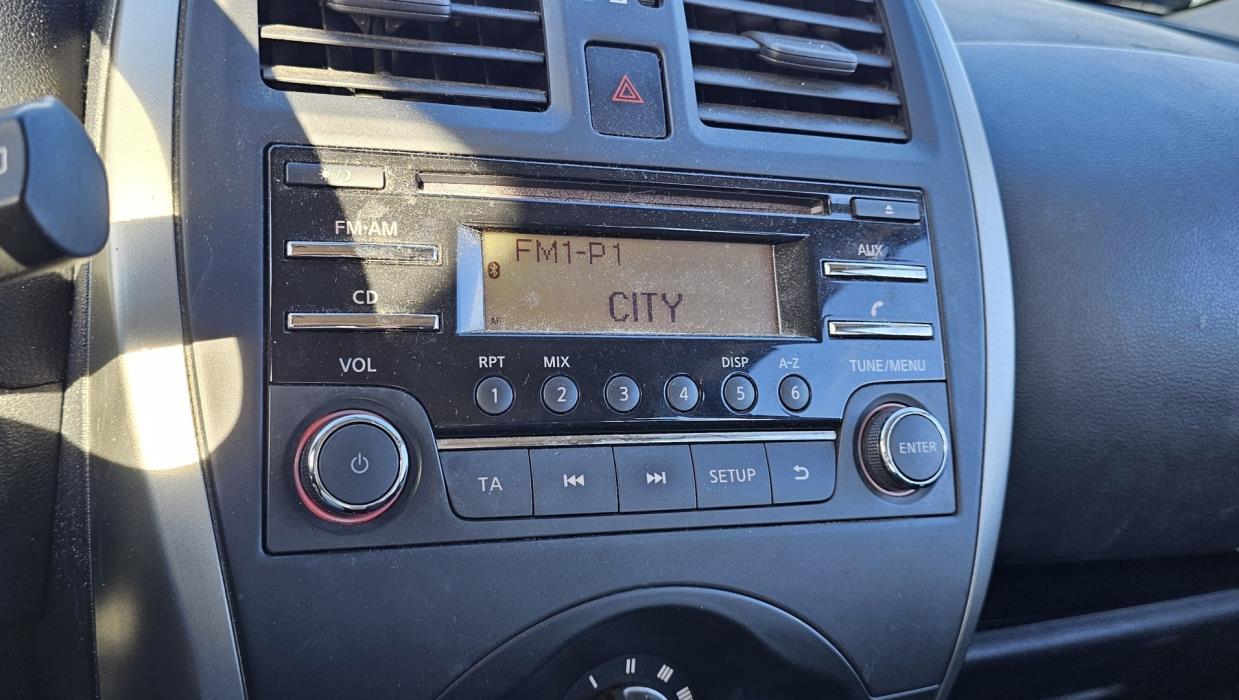 FM·AM
CD
VOL
FM1-P1
AF
CITY
AUX
TUNE/MENU
RPT
MIX
DISP
A-Z
1
2
3
4
5
6
TA
SETUP
ENTER